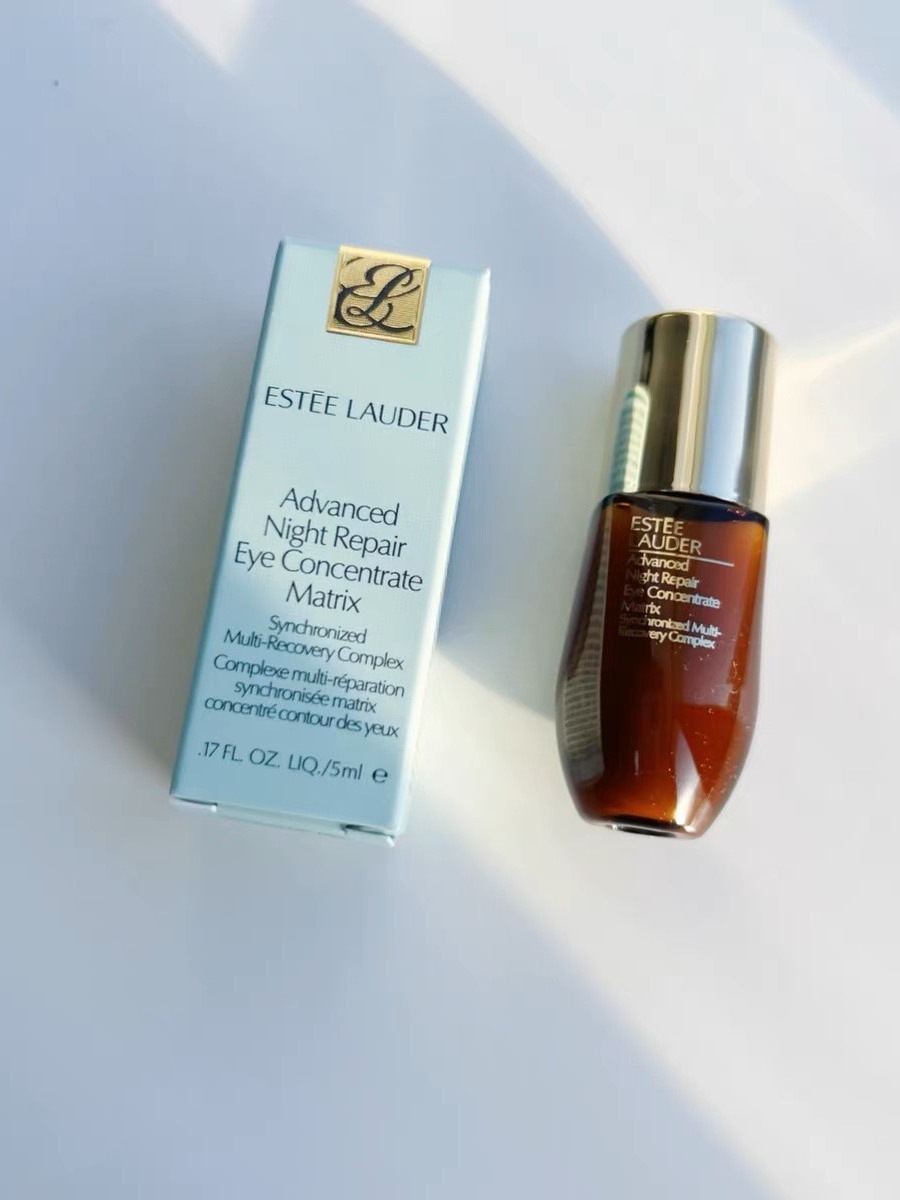 EL
ESTĒE LAUDER
Advanced
Night Repair
Eye Concentrate
Matrix
Synchronized
Multi-Recovery Complex
Complexe multi-réparation
synchronisée matrix
concentré contour des yeux
.17 FL. OZ. LIQ./5ml e
ESTĒE
LAUDER
Advanced
Night Repair
Eye Concentrate
Matrix
Synchronized Multi-
Recovery Complex